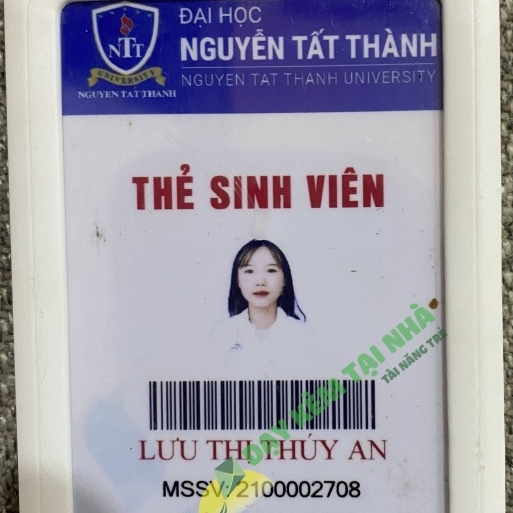 ĐẠI HỌC
NGUYỄN TẤT THÀNH
NGUYEN TAT THANH UNIVERSITY
NTT
UNIVERSITY
NGUYEN TAT THANH
THẺ SINH VIÊN
DẠY KÈM TẠI NHÀ
TÀI NĂNG TRẺ
LƯU THỊ THÚY AN
MSSV: 2100002708